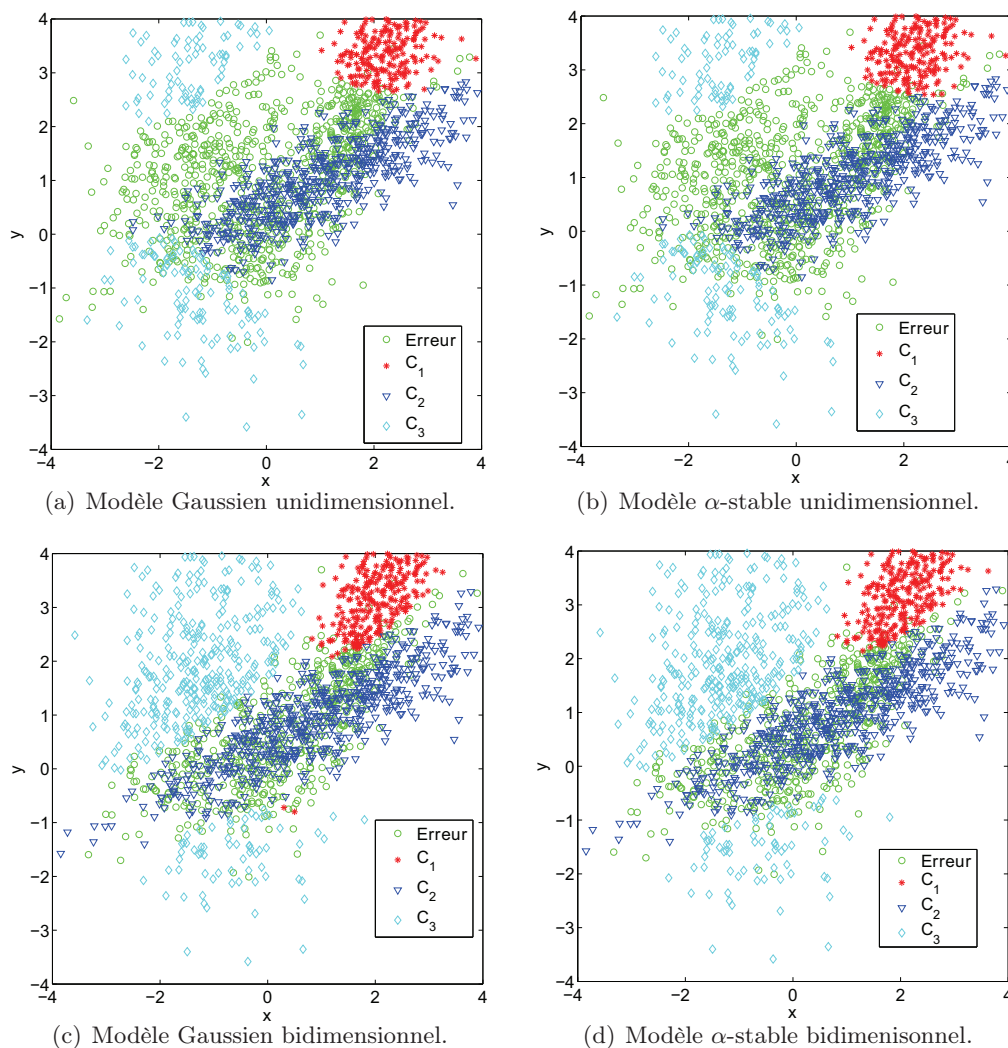 4
3
2
1
0
−1
−2
−3
−4
y
−4
−2
0
2
4
x
Erreur
C1
C2
C3
(a) Modèle Gaussien unidimensionnel.
4
3
2
1
0
−1
−2
−3
−4
y
−4
−2
0
2
4
x
Erreur
C1
C2
C3
(b) Modèle α-stable unidimensionnel.
4
3
2
1
0
−1
−2
−3
−4
y
−4
−2
0
2
4
x
Erreur
C1
C2
C3
(c) Modèle Gaussien bidimensionnel.
4
3
2
1
0
−1
−2
−3
−4
y
−4
−2
0
2
4
x
Erreur
C1
C2
C3
(d) Modèle α-stable bidimenisonnel.